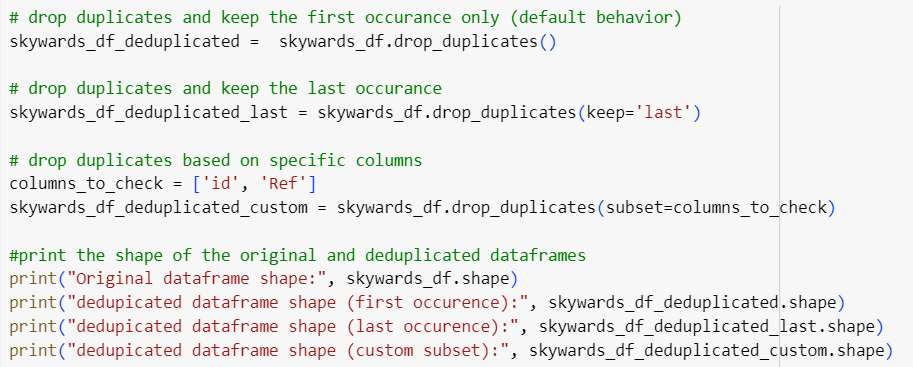 # drop duplicates and keep the first occurance only (default behavior)
skywards_df_deduplicated =  skywards_df.drop_duplicates()
# drop duplicates and keep the last occurance
skywards_df_deduplicated_last = skywards_df.drop_duplicates(keep='last')
# drop duplicates based on specific columns
columns_to_check = ['id', 'Ref']
skywards_df_deduplicated_custom = skywards_df.drop_duplicates(subset=columns_to_check)
#print the shape of the original and deduplicated dataframes
print("Original dataframe shape:", skywards_df.shape)
print("dedupicated dataframe shape (first occurence):", skywards_df_deduplicated.shape)
print("dedupicated dataframe shape (last occurence):", skywards_df_deduplicated_last.shape)
print("dedupicated dataframe shape (custom subset):", skywards_df_deduplicated_custom.shape)